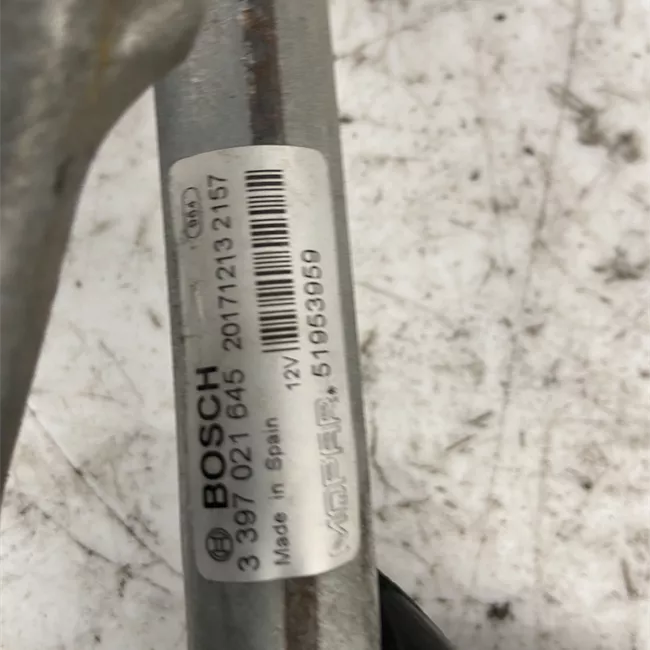 BOSCH
3 397 021 645 20171213 2157
Made in Spain 12V
MOPAR. 51953959